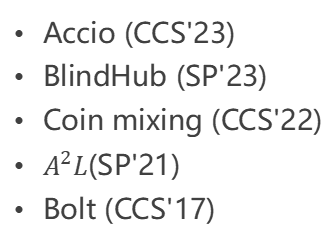 • Accio (CCS'23)
• BlindHub (SP'23)
• Coin mixing (CCS'22)
• A²L(SP'21)
• Bolt (CCS'17)